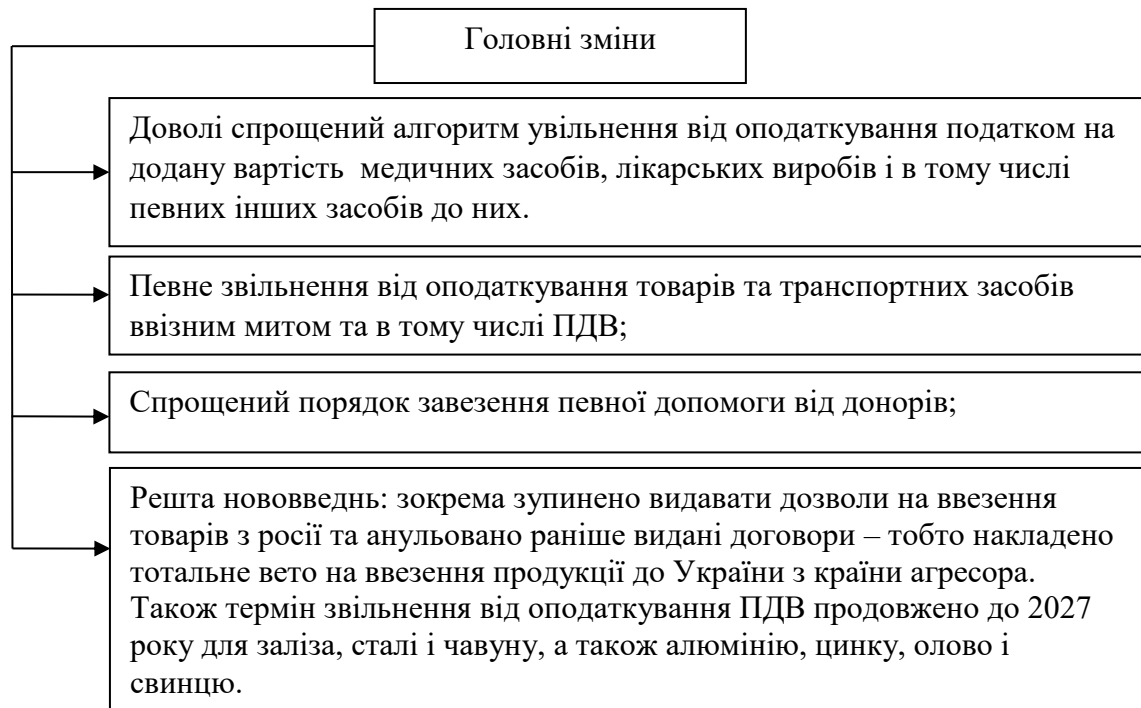 Головні зміни
Доволі спрощений алгоритм увільнення від оподаткування податком на
додану вартість медичних засобів, лікарських виробів і в тому числі
певних інших засобів до них.
Певне звільнення від оподаткування товарів та транспортних засобів
ввізним митом та в тому числі ПДВ;
Спрощений порядок завезення певної допомоги від донорів;
Решта нововведнь: зокрема зупинено видавати дозволи на ввезення
товарів з росії та анульовано раніше видані договори – тобто накладено
тотальне вето на ввезення продукції до України з країни агресора.
Також термін звільнення від оподаткування ПДВ продовжено до 2027
року для заліза, сталі і чавуну, а також алюмінію, цинку, олово і
свинцю.